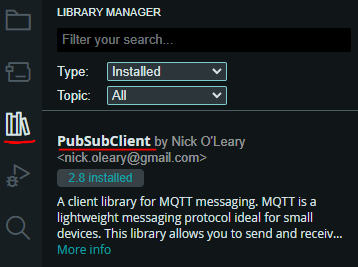 LIBRARY MANAGER
Filter your search...
Type: Installed
Topic: All
PubSubClient by Nick O'Leary
<nick.oleary@gmail.com>
2.8 installed
A client library for MQTT messaging. MQTT is a
lightweight messaging protocol ideal for small
devices. This library allows you to send and receiv...
More info